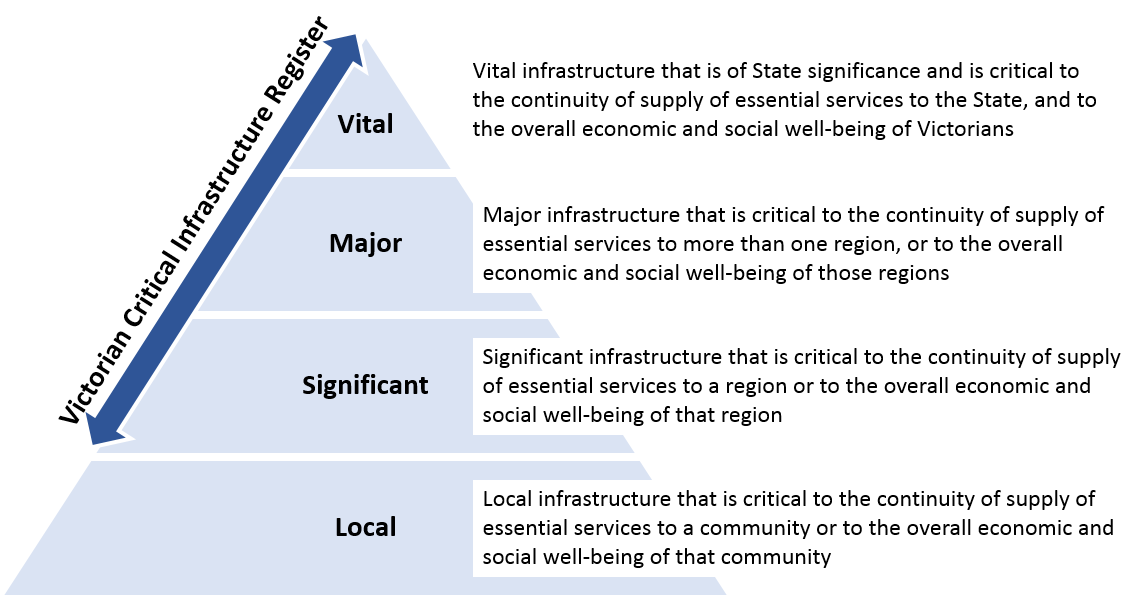 Victorian Critical Infrastructure Register
Vital
Vital infrastructure that is of State significance and is critical to
the continuity of supply of essential services to the State, and to
the overall economic and social well-being of Victorians
Major
Major infrastructure that is critical to the continuity of supply of
essential services to more than one region, or to the overall
economic and social well-being of those regions
Significant
Significant infrastructure that is critical to the continuity of supply
of essential services to a region or to the overall economic and
social well-being of that region
Local
Local infrastructure that is critical to the continuity of supply of
essential services to a community or to the overall economic and
social well-being of that community